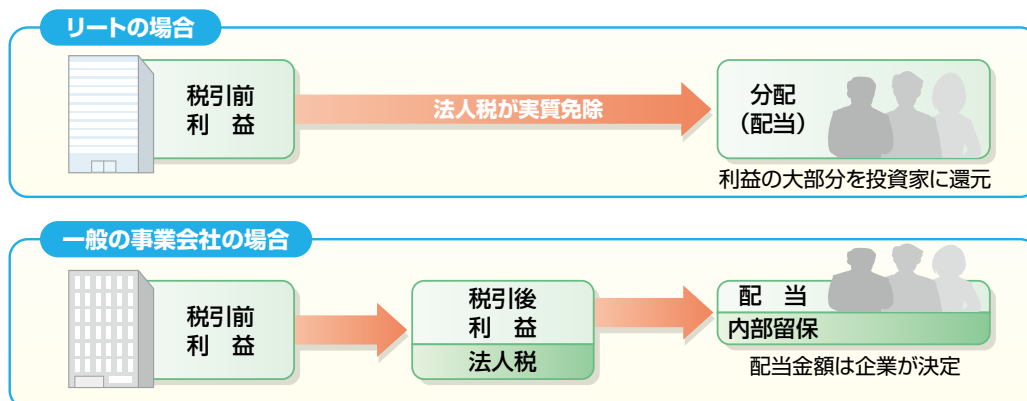 リートの場合
税引前
利　益
法人税が実質免除
分配
（配当）
利益の大部分を投資家に還元
一般の事業会社の場合
税引前
利　益
税引後
利　益
法人税
配　当
内部留保
配当金額は企業が決定